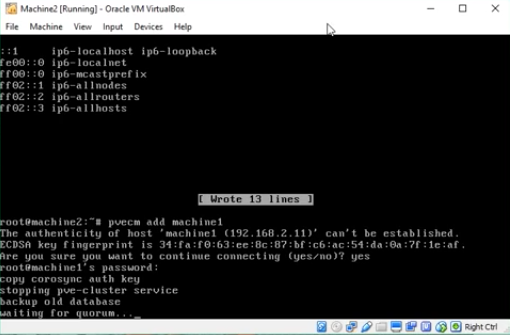 Machine2 [Running] - Oracle VM VirtualBox
File Machine View Input Devices Help
::1 ip6-localhost ip6-loopback
fe00::0 ip6-localnet
ff00::0 ip6-mcastprefix
ff02::1 ip6-allnodes
ff02::2 ip6-allrouters
ff02::3 ip6-allhosts
[ Wrote 13 lines ]
root@machine2:~# pvecm add machine1
The authenticity of host 'machine1 (192.168.2.11)' can't be established.
ECDSA key fingerprint is 34:fa:f0:63:ee:8c:87:bf:c6:ac:54:da:0a:7f:1e:af.
Are you sure you want to continue connecting (yes/no)? yes
root@machine1's password:
copy corosync auth key
stopping pve-cluster service
backup old database
waiting for quorum..._
Right Ctrl